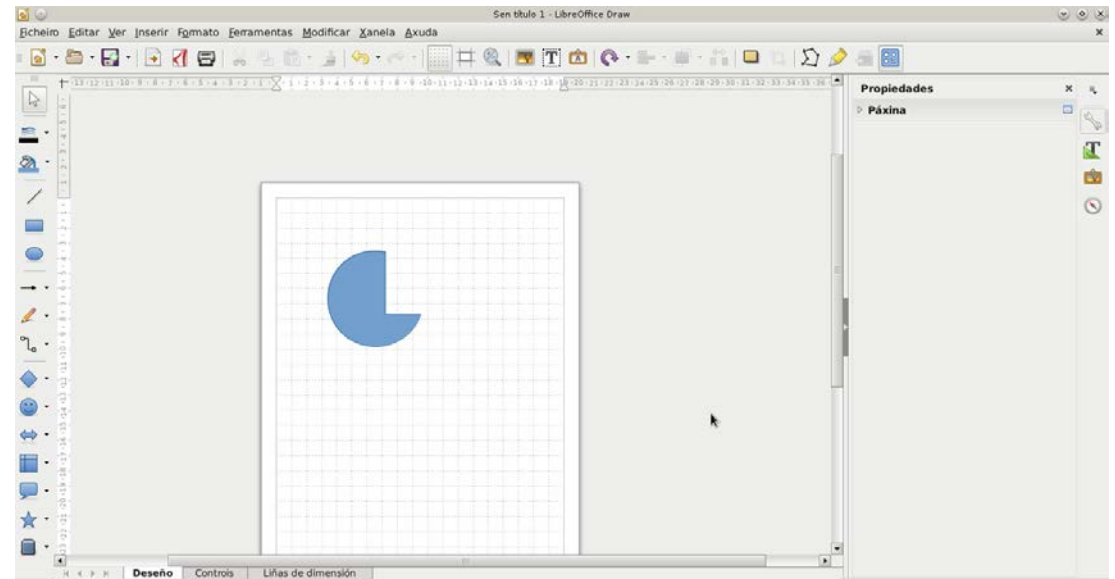 Sen título 1 - LibreOffice Draw
Ficheiro Editar Ver Inserir Formato Ferramentas Modificar Xanela Axuda
Propiedades
Páxina
Deseño Controis Liñas de dimensión